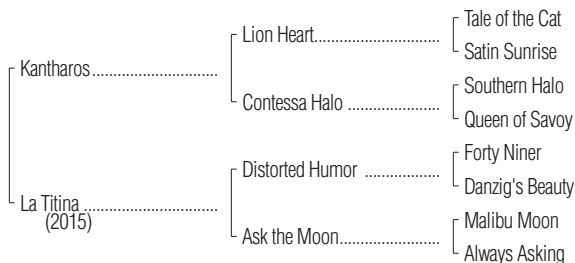 Tale of the Cat
Lion Heart
Satin Sunrise
Kantharos
Southern Halo
Contessa Halo
Queen of Savoy
Forty Niner
Distorted Humor
Danzig's Beauty
La Titina
(2015)
Malibu Moon
Ask the Moon
Always Asking